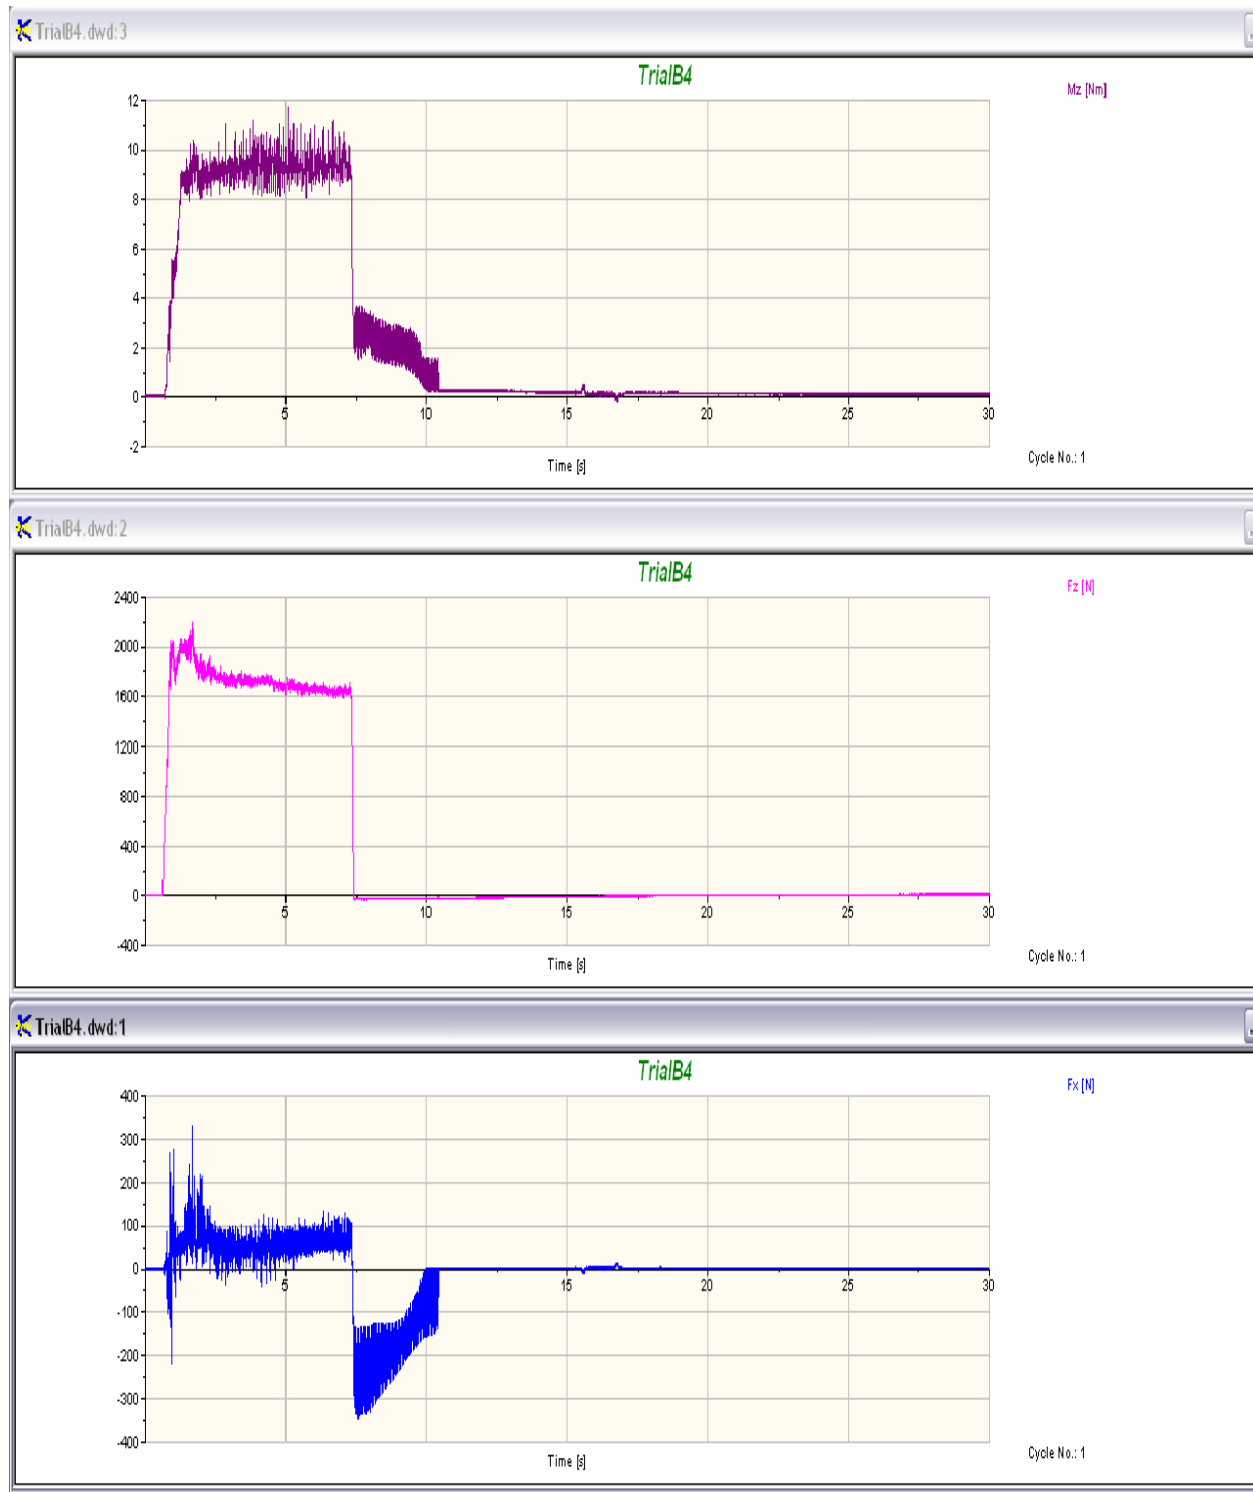 TrialB4.dwd:3
TrialB4
Mz [Nm]
12
10
8
6
4
2
0
-2
5 10 15 20 25 30
Time [s]
Cycle No.: 1
TrialB4.dwd:2
TrialB4
Fz [N]
2400
2000
1600
1200
800
400
0
-400
5 10 15 20 25 30
Time [s]
Cycle No.: 1
TrialB4.dwd:1
TrialB4
Fx [N]
400
300
200
100
0
-100
-200
-300
-400
5 10 15 20 25 30
Time [s]
Cycle No.: 1